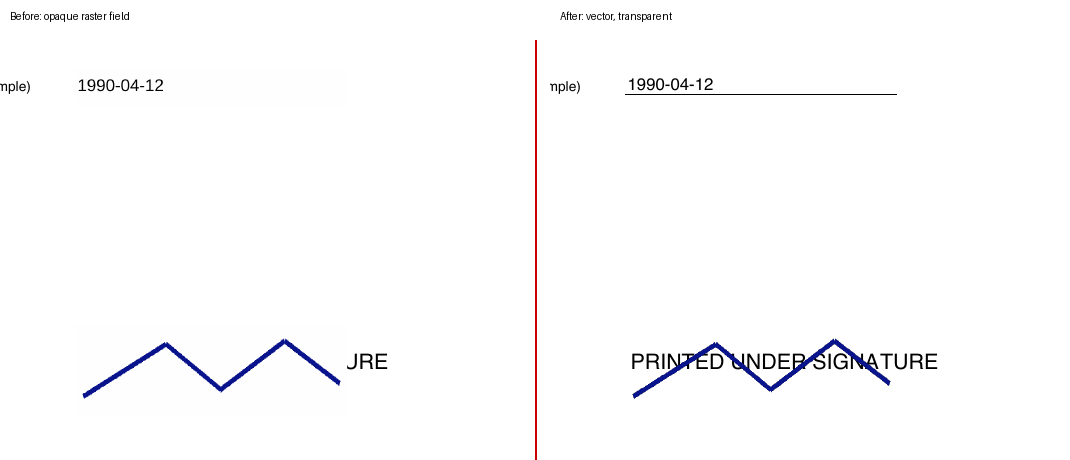 Before: opaque raster field
After: vector, transparent
mple)
1990-04-12
mple)
1990-04-12
URE
PRINTED UNDER SIGNATURE